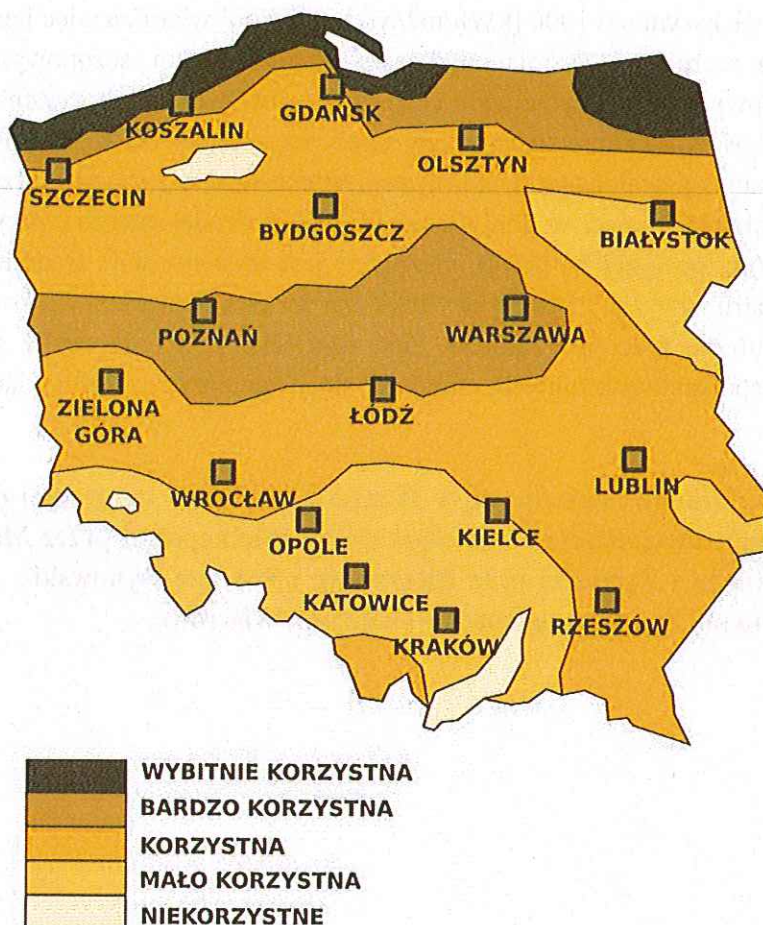 KOSZALIN
GDAŃSK
OLSZTYN
SZCZECIN
BYDGOSZCZ
BIAŁYSTOK
POZNAŃ
WARSZAWA
ZIELONA
GÓRA
ŁÓDŹ
WROCŁAW
LUBLIN
OPOLE
KIELCE
KATOWICE
KRAKÓW
RZESZÓW
WYBITNIE KORZYSTNA
BARDZO KORZYSTNA
KORZYSTNA
MAŁO KORZYSTNA
NIEKORZYSTNE